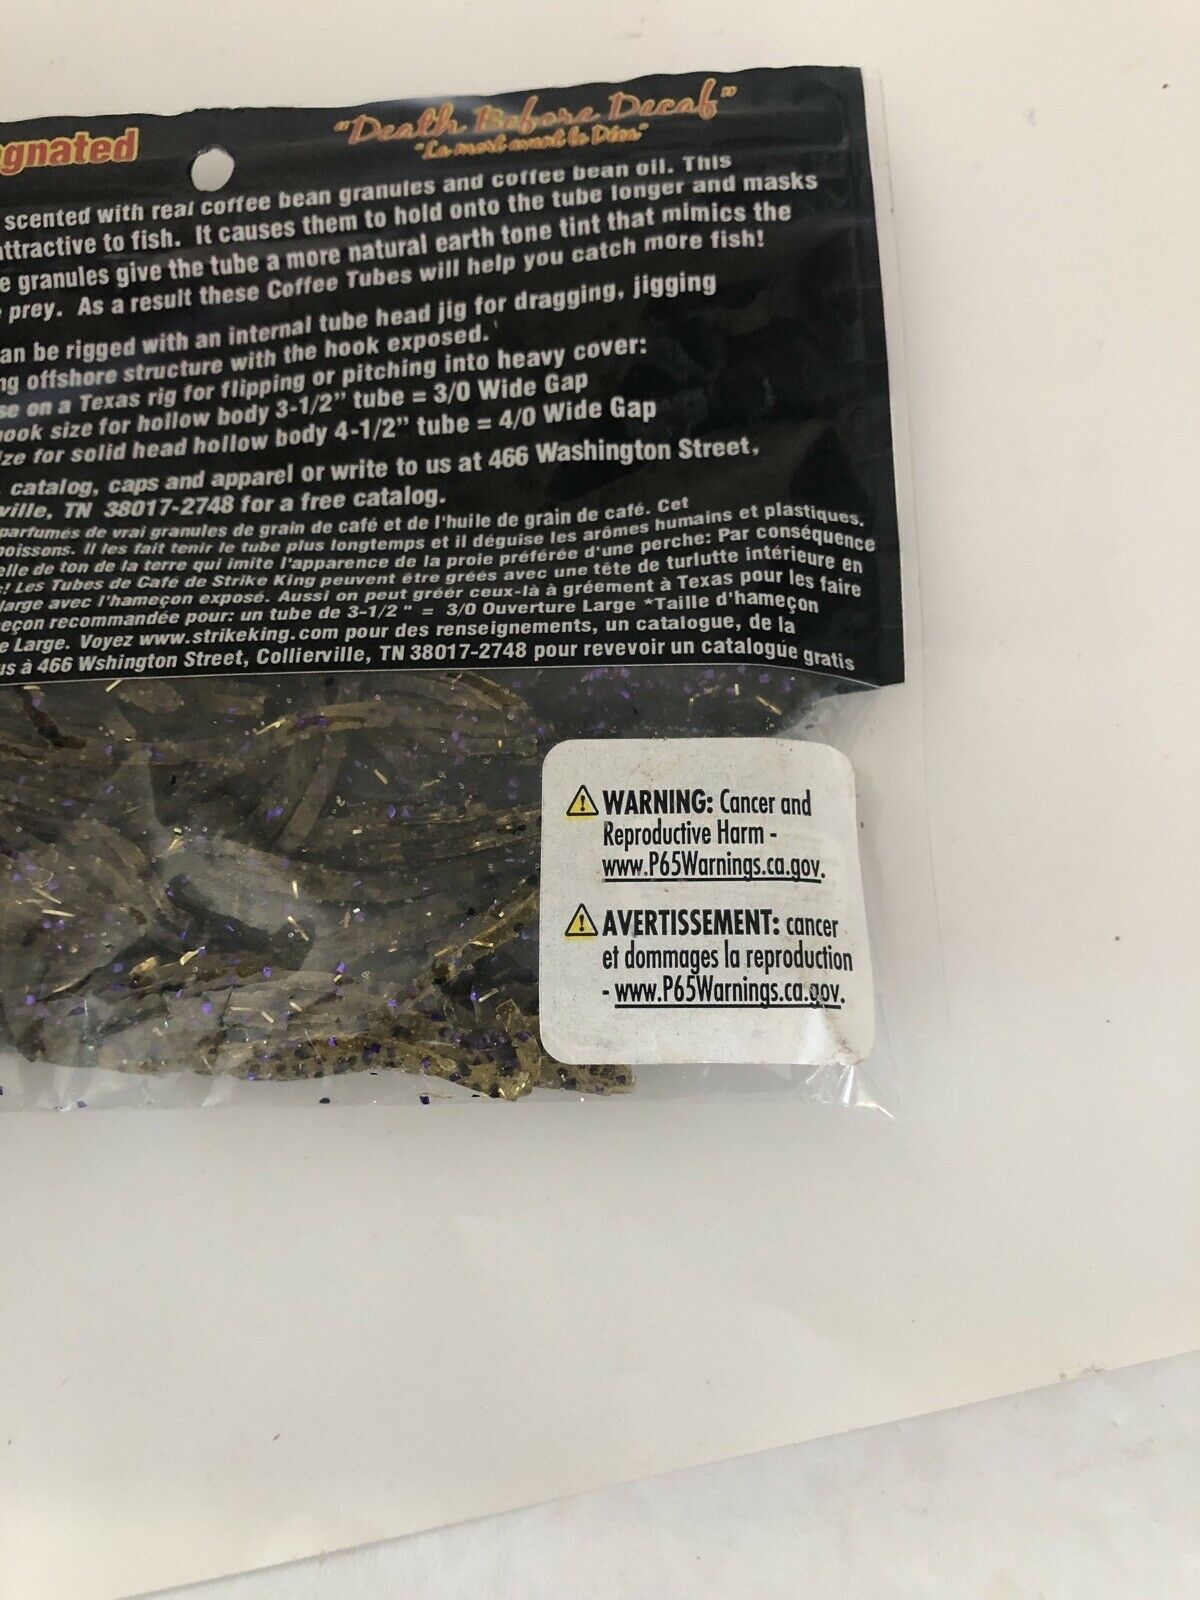 gnated
"Death Before Decaf"
"La mort avant le Déca"
scented with real coffee bean granules and coffee bean oil. This
attractive to fish. It causes them to hold onto the tube longer and masks
e granules give the tube a more natural earth tone tint that mimics the
prey. As a result these Coffee Tubes will help you catch more fish!
an be rigged with an internal tube head jig for dragging, jigging
ng offshore structure with the hook exposed.
se on a Texas rig for flipping or pitching into heavy cover:
hook size for hollow body 3-1/2" tube = 3/0 Wide Gap
ize for solid head hollow body 4-1/2" tube = 4/0 Wide Gap
catalog, caps and apparel or write to us at 466 Washington Street,
ville, TN 38017-2748 for a free catalog.
parfumes de vrai granules de grain de café et de l'huile de grain de café. Cet
poissons. Il les fait tenir le tube plus longtemps et il déguise les arômes humains et plastiques.
elle de ton de la terre qui imite l'apparence de la proie préférée d'une perche: Par conséquence
! Les Tubes de Café de Strike King peuvent être gréés avec une tête de turlutte intérieure en
large avec l'hameçon exposé. Aussi on peut gréer ceux-là à gréement à Texas pour les faire
eçon recommandée pour: un tube de 3-1/2 " = 3/0 Ouverture Large *Taille d'hameçon
e Large. Voyez www.strikeking.com pour des renseignements, un catalogue, de la
us à 466 Wshington Street, Collierville, TN 38017-2748 pour revevoir un catalogue gratis
WARNING: Cancer and
Reproductive Harm -
www.P65Warnings.ca.gov.
AVERTISSEMENT: cancer
et dommages la reproduction
- www.P65Warnings.ca.gov.